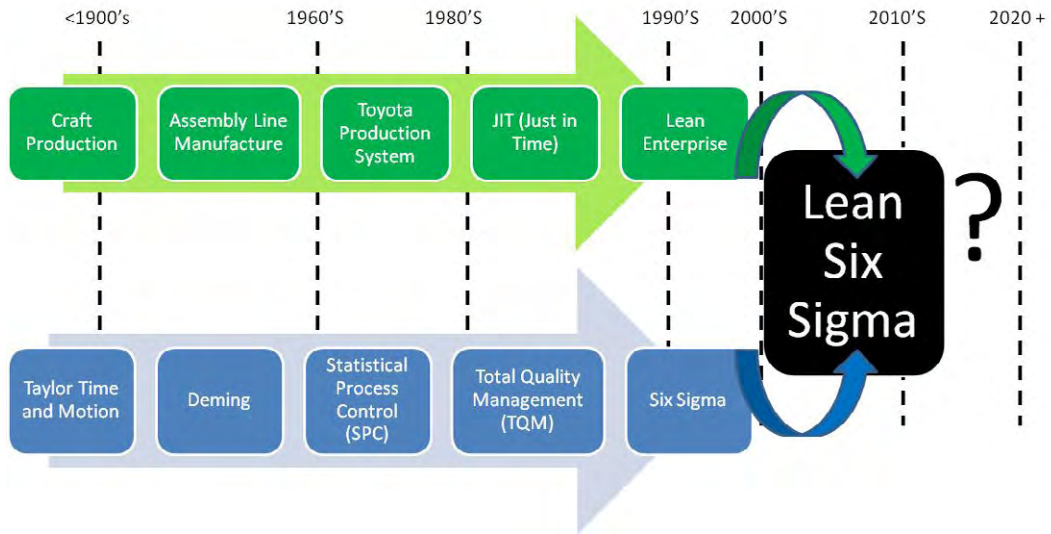 <1900's
1960'S
1980'S
1990'S
2000's
2010's
2020 +
Craft
Production
Assembly Line
Manufacture
Toyota
Production
System
JIT (Just in
Time)
Lean
Enterprise
Lean
Six
Sigma
?
Taylor Time
and Motion
Deming
Statistical
Process
Control
(SPC)
Total Quality
Management
(TQM)
Six Sigma